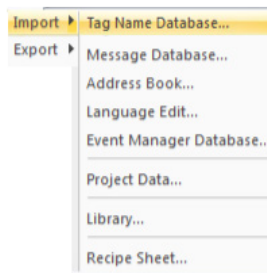 Import
Export
Tag Name Database...
Message Database...
Address Book...
Language Edit...
Event Manager Database..
Project Data...
Library...
Recipe Sheet...